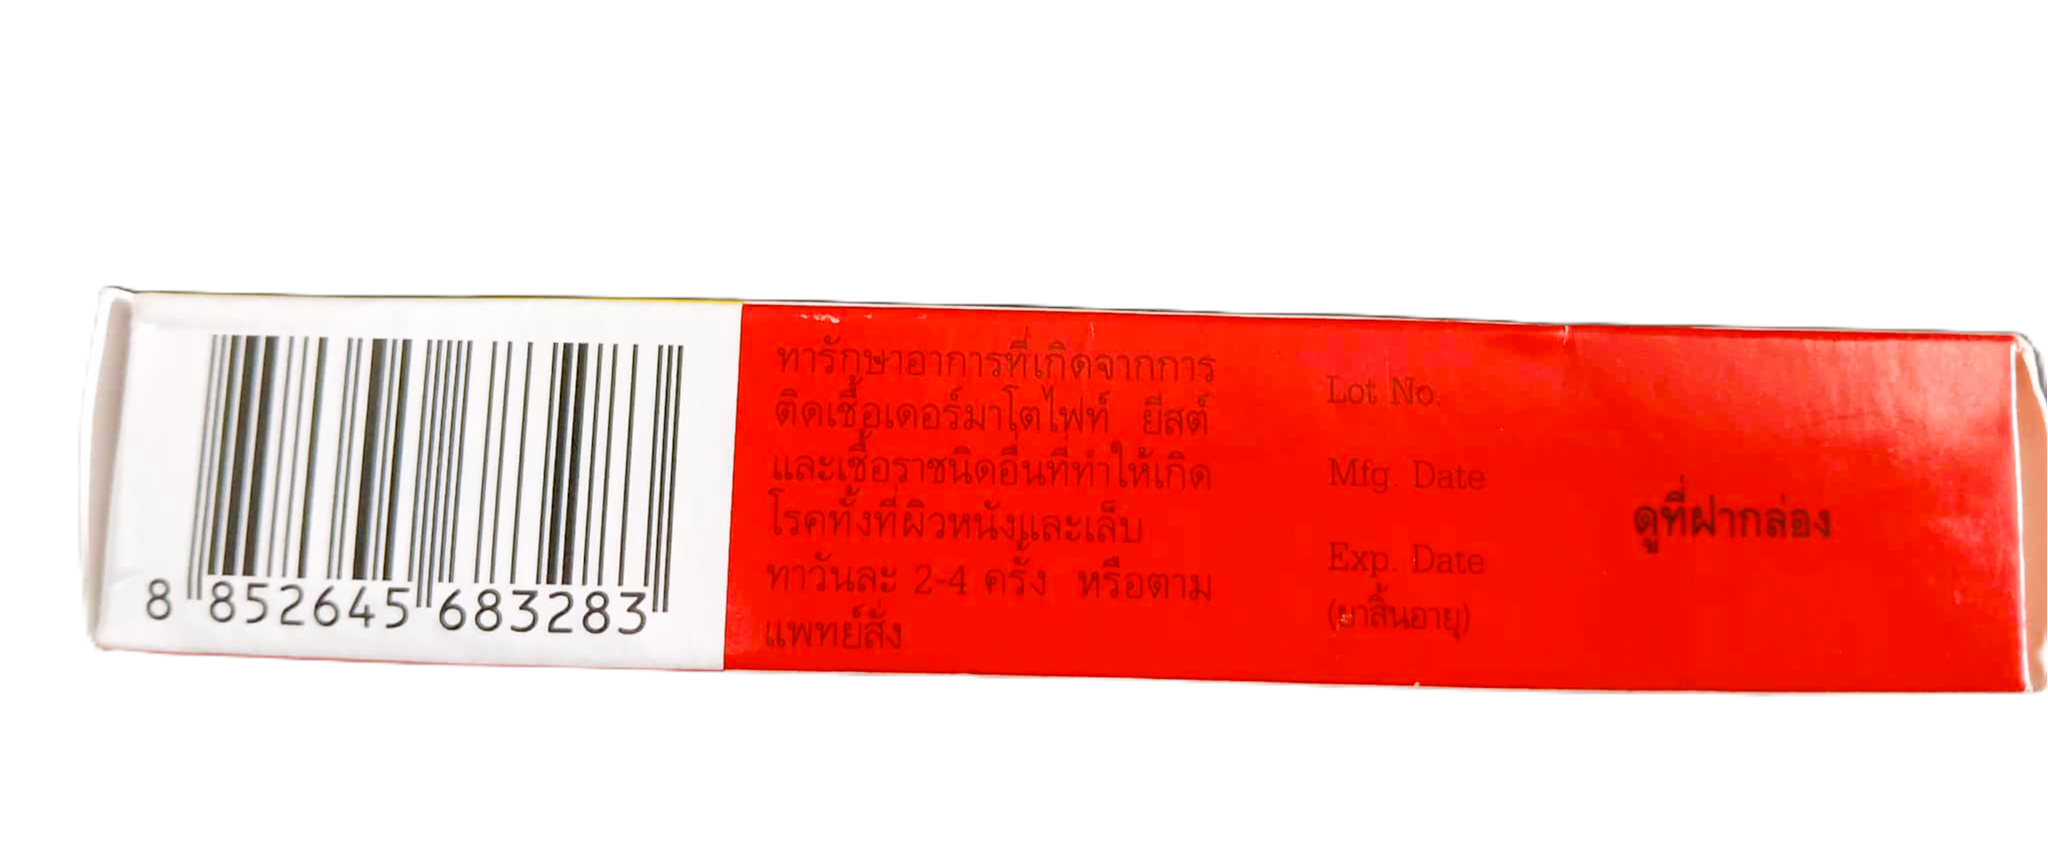 8 852645 683283
ทารักษาอาการที่เกิดจากการ
ติดเชื้อเดอร์มาโตไฟท์ ยีสต์
และเชื้อราชนิดอื่นที่ทำให้เกิด
โรคทั้งที่ผิวหนังและเล็บ
ทาวันละ 2-4 ครั้ง หรือตาม
แพทย์สั่ง
Lot No.
Mfg. Date
Exp. Date
(ยาสิ้นอายุ)
ดูที่ฝากล่อง